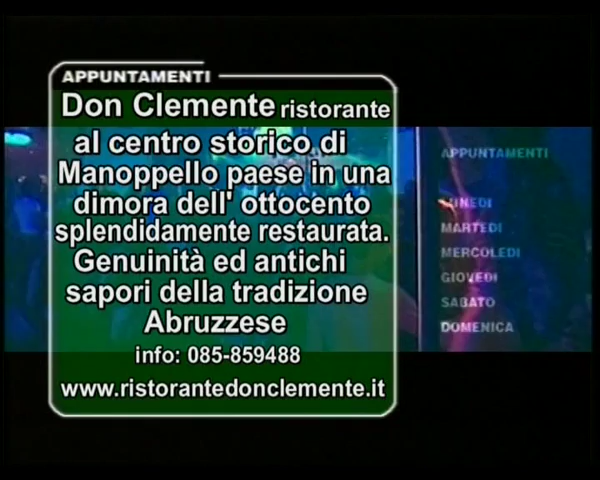 APPUNTAMENTI
Don Clemente ristorante
al centro storico di
Manoppello paese in una
dimora dell' ottocento
splendidamente restaurata.
Genuinità ed antichi
sapori della tradizione
Abruzzese
info: 085-859488
www.ristorantedonclemente.it
APPUNTAMENTI
LUNEDI
MARTEDI
MERCOLEDI
GIOVEDI
SABATO
DOMENICA